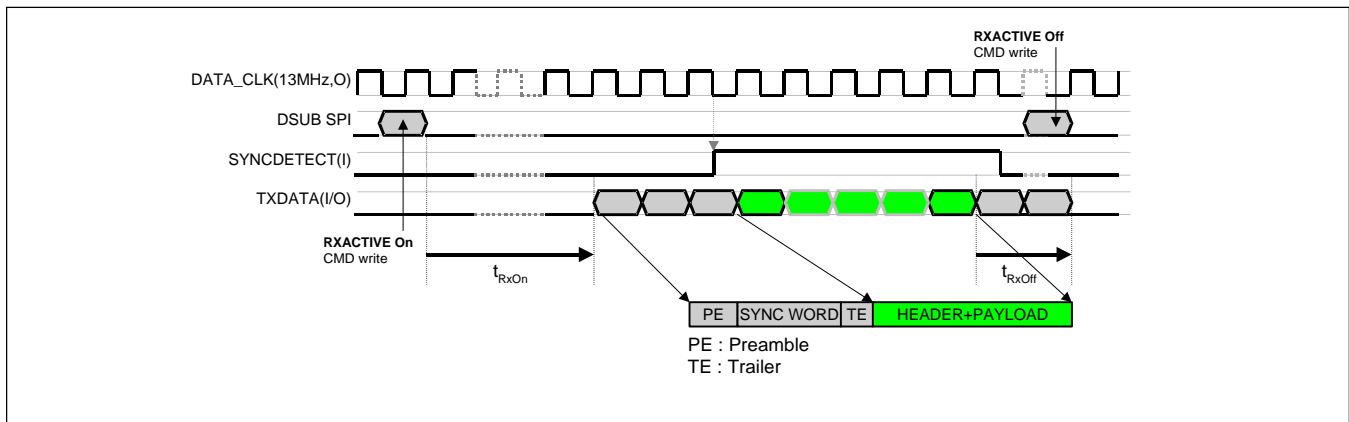 RXACTIVE Off
CMD write
DATA_CLK(13MHz,O)
DSUB SPI
SYNCDETECT(I)
TXDATA(I/O)
RXACTIVE On
CMD write
tRxOn
tRxOff
PE SYNC WORD TE HEADER+PAYLOAD
PE : Preamble
TE : Trailer